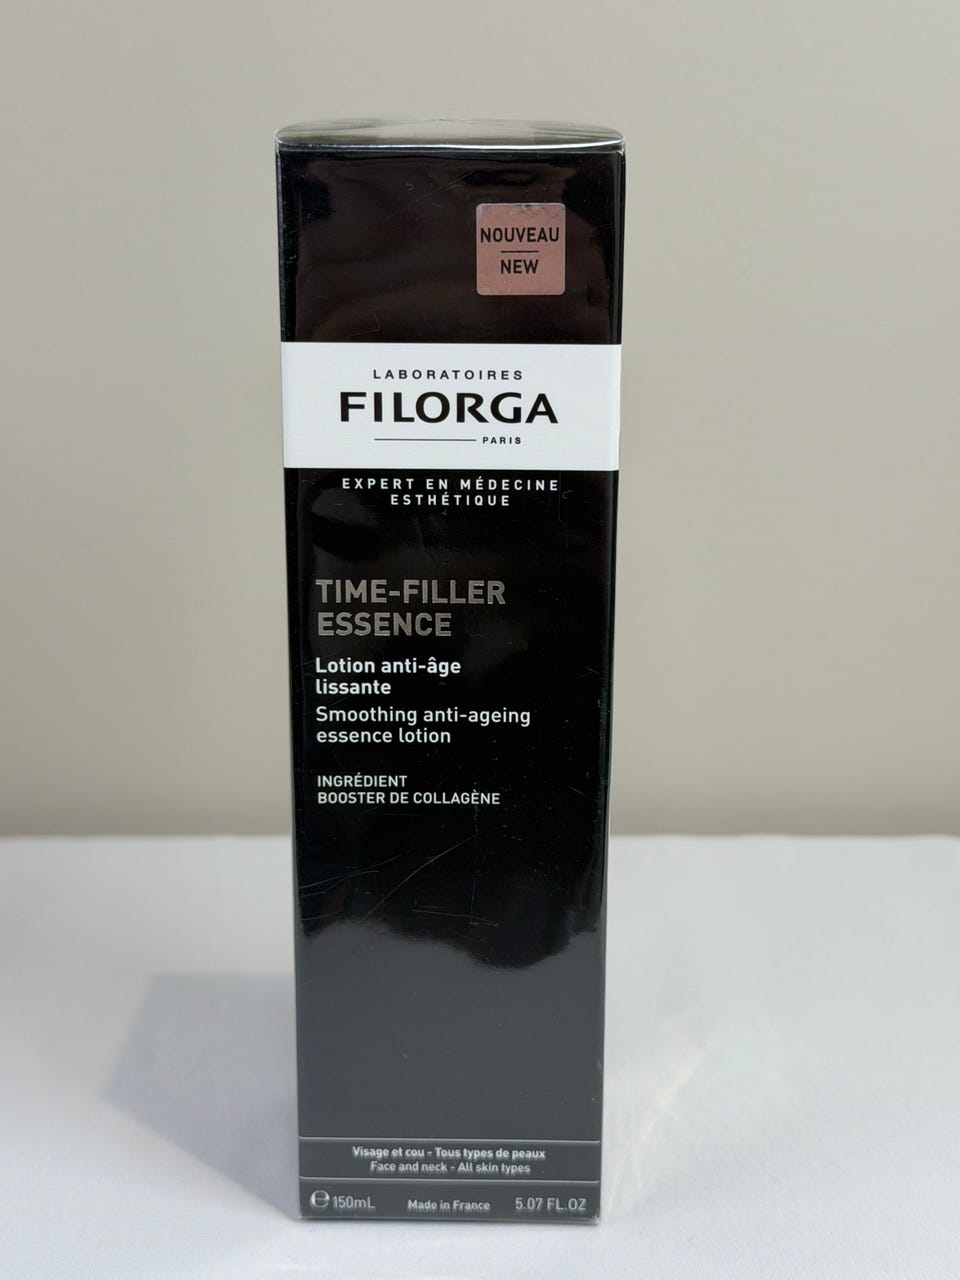 NOUVEAU
NEW
LABORATOIRES
FILORGA
PARIS
EXPERT EN MÉDECINE
ESTHÉTIQUE
TIME-FILLER
ESSENCE
Lotion anti-âge
lissante
Smoothing anti-ageing
essence lotion
INGRÉDIENT
BOOSTER DE COLLAGÈNE
Visage et cou - Tous types de peaux
Face and neck - All skin types
℮ 150mL Made in France 5.07 FL.OZ